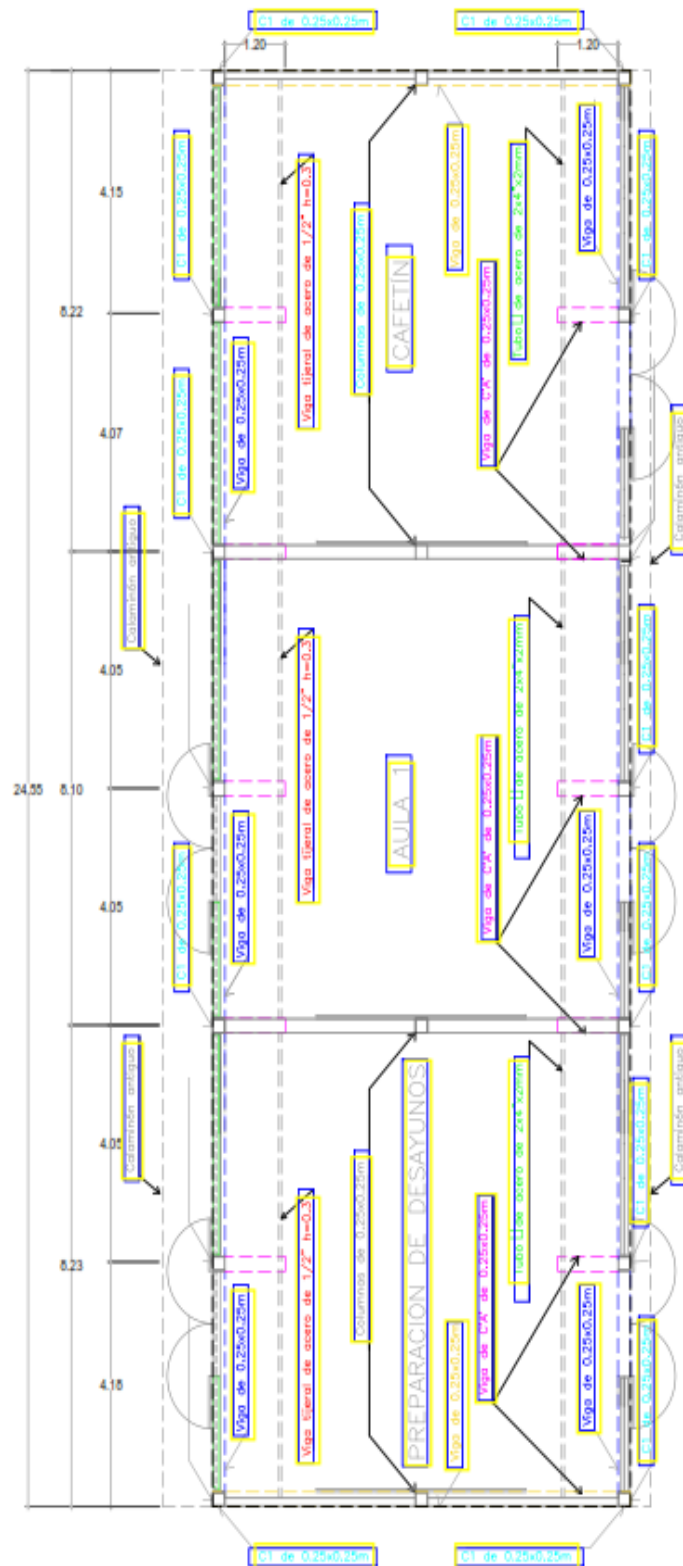 C1 de 0.25x0.25m
C1 de 0.25x0.25m
1.20
1.20
4.15
C1 de 0.25x0.25m
Viga tijeral de acero de 1/2" h=0.3
Columnas de 0.25x0.25m
CAFETÍN
Viga de 0.25x0.25m
Viga de C°A° de 0.25x0.25m
Tubo de acero de 2x4"x2mm
Viga de 0.25x0.25m
C1 de 0.25x0.25m
8.22
4.07
C1 de 0.25x0.25m
Viga de 0.25x0.25m
Calaminón antiguo
Calaminón antiguo
4.05
Viga tijeral de acero de 1/2" h=0.3
Tubo de acero de 2x4"x2mm
C1 de 0.25x0.25m
24.55
8.10
AULA 1
Viga de C°A° de 0.25x0.25m
4.05
C1 de 0.25x0.25m
Viga de 0.25x0.25m
Viga de 0.25x0.25m
C1 de 0.25x0.25m
Calaminón antiguo
Calaminón antiguo
4.05
Columnas de 0.25x0.25m
PREPARACION DE DESAYUNOS
Tubo de acero de 2x4"x2mm
C1 de 0.25x0.25m
8.23
Viga tijeral de acero de 1/2" h=0.3
Viga de C°A° de 0.25x0.25m
4.18
Viga de 0.25x0.25m
Viga de 0.25x0.25m
Viga de 0.25x0.25m
C1 de 0.25x0.25m
C1 de 0.25x0.25m
C1 de 0.25x0.25m